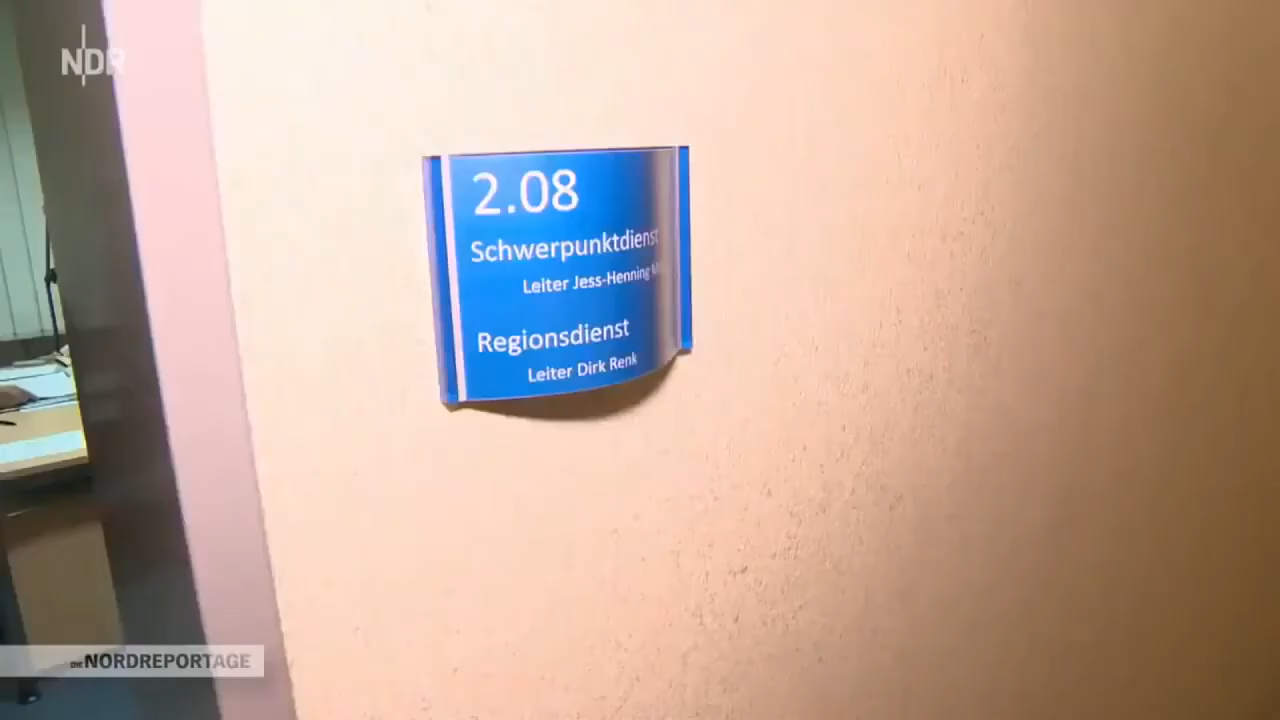 NDR
2.08
Schwerpunktdienst
Leiter Jess-Henning
Regionsdienst
Leiter Dirk Renk
DIE NORDREPORTAGE